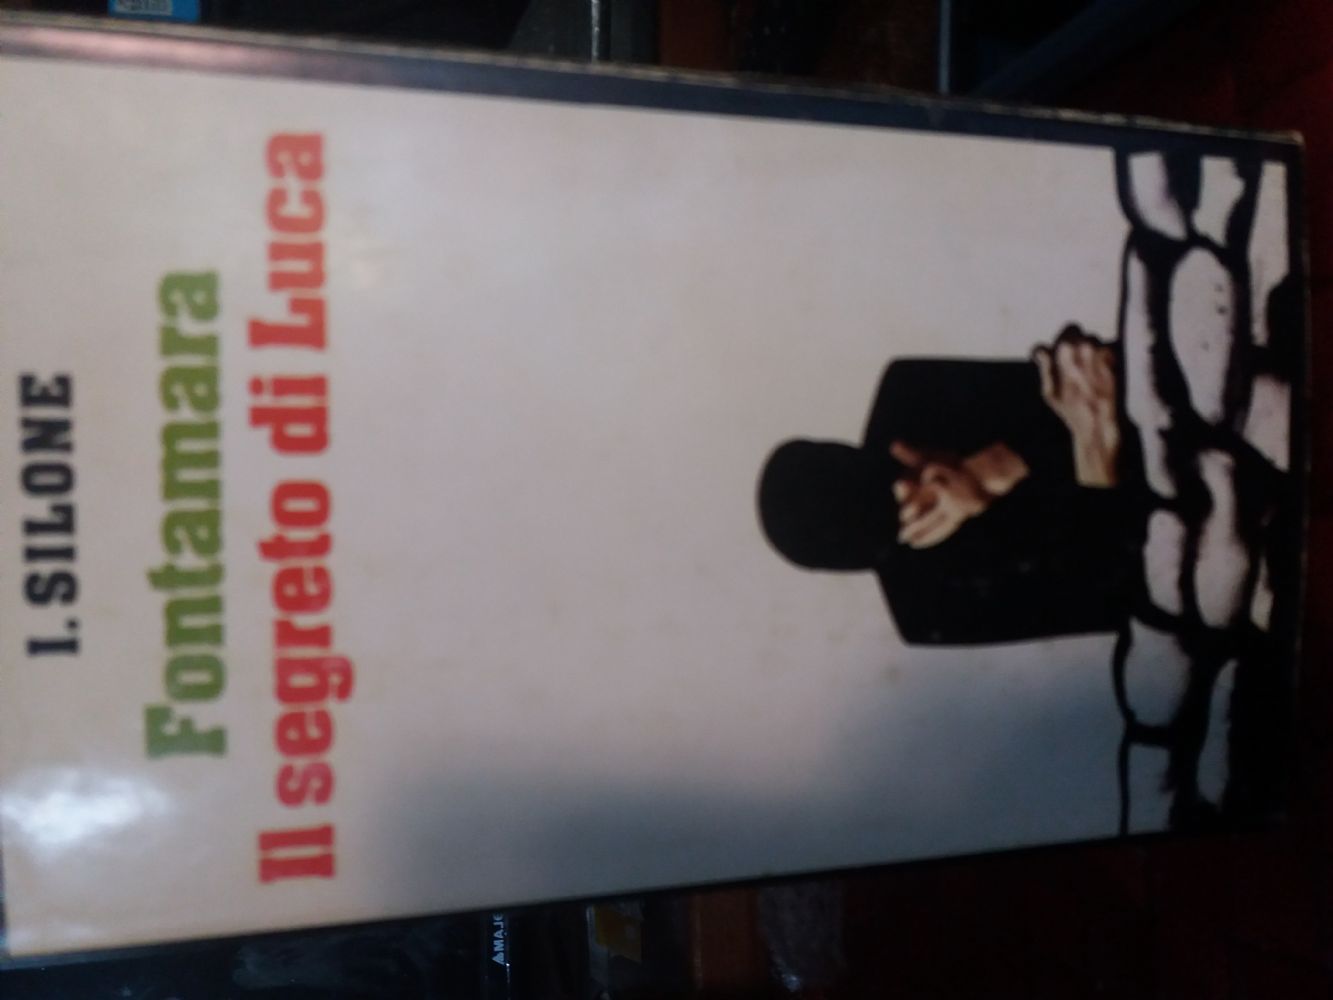 I. SILONE
Fontamara
Il segreto di Luca